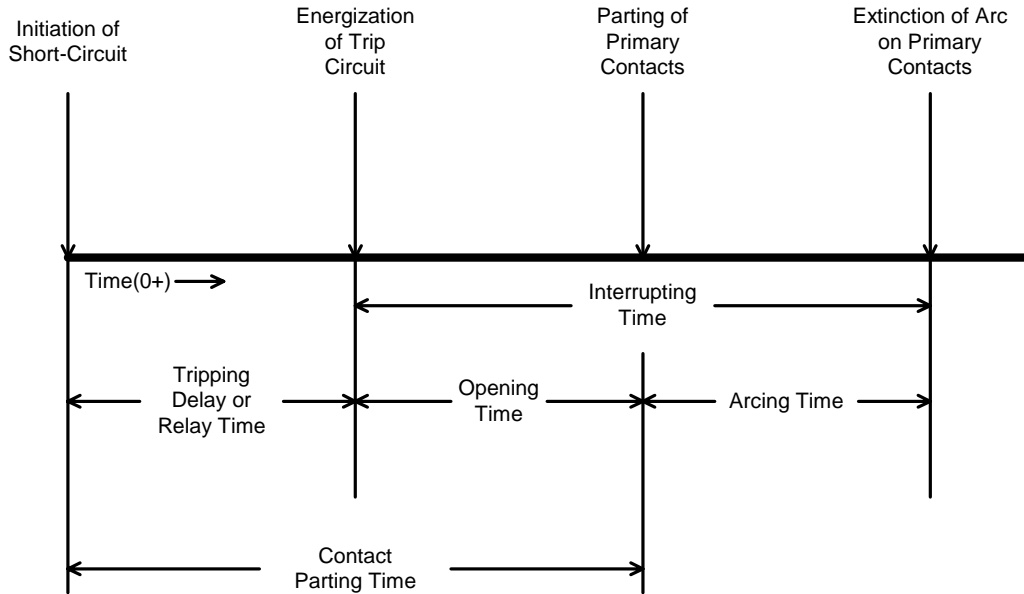 Initiation of
Short-Circuit
Energization
of Trip
Circuit
Parting of
Primary
Contacts
Extinction of Arc
on Primary
Contacts
Time(0+)
Interrupting
Time
Tripping
Delay or
Relay Time
Opening
Time
Arcing Time
Contact
Parting Time